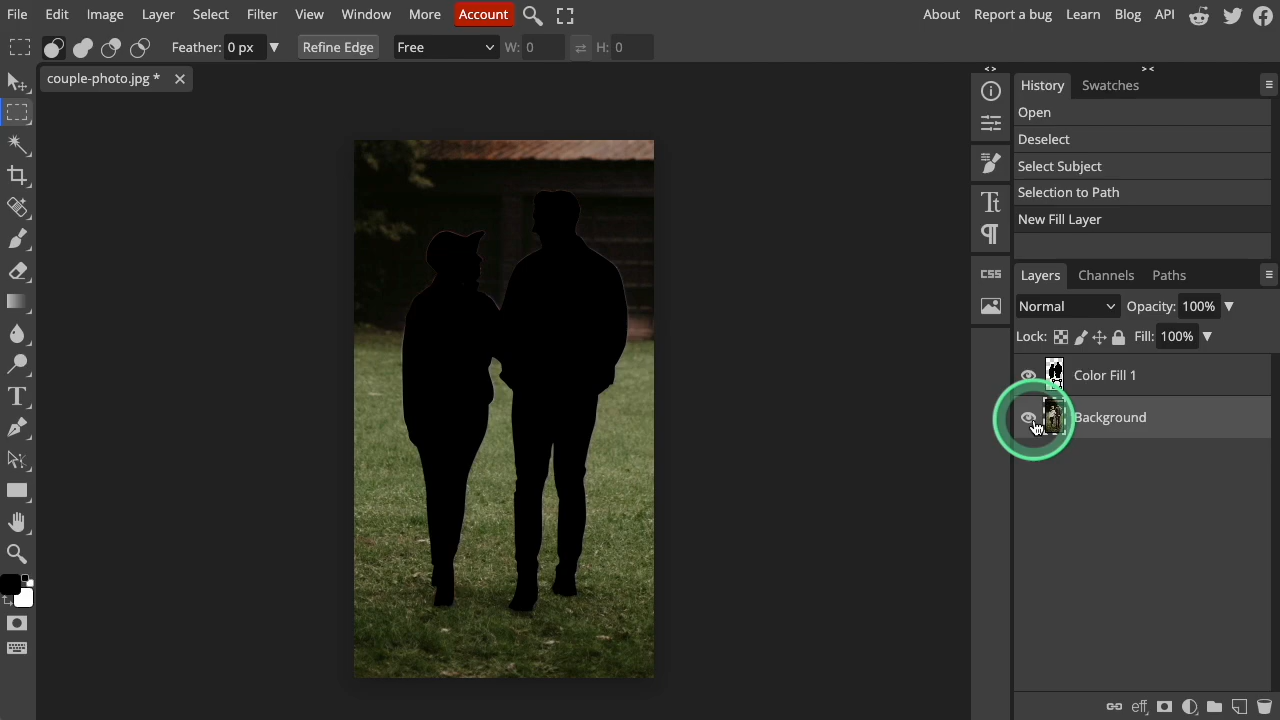 File Edit Image Layer Select Filter View Window More Account About Report a bug Learn Blog API
Feather: 0 px Refine Edge Free W: 0 H: 0
couple-photo.jpg *
History Swatches
Open
Deselect
Select Subject
Selection to Path
New Fill Layer
Tt
CSS
Layers Channels Paths
Normal Opacity: 100%
Lock: Fill: 100%
Color Fill 1
Background
T
eff